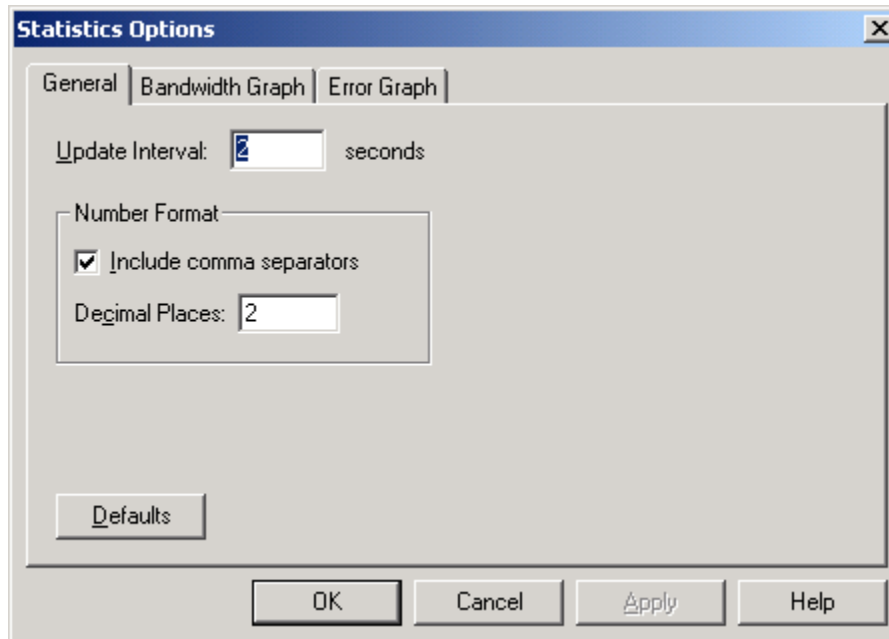 Statistics Options
General Bandwidth Graph Error Graph
Update Interval: 2 seconds
Number Format
Include comma separators
Decimal Places: 2
Defaults
OK Cancel Apply Help